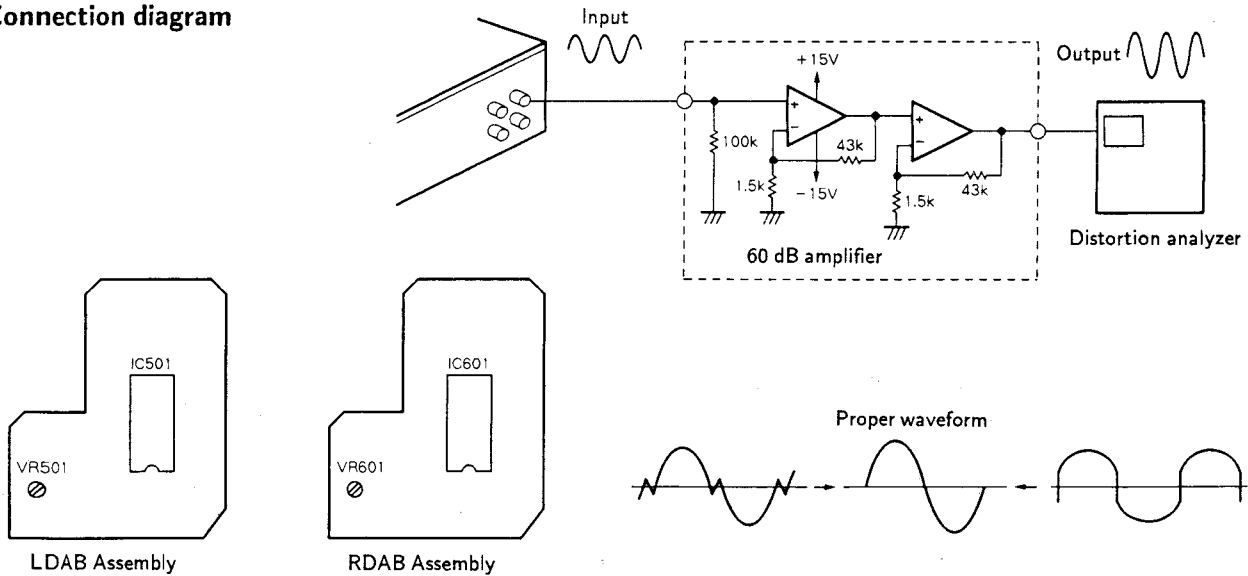 Connection diagram
Input
Output
+15V
+
−
100k
43k
1.5k
−15V
+
−
43k
1.5k
60 dB amplifier
Distortion analyzer
IC501
VR501
LDAB Assembly
IC601
VR601
RDAB Assembly
Proper waveform